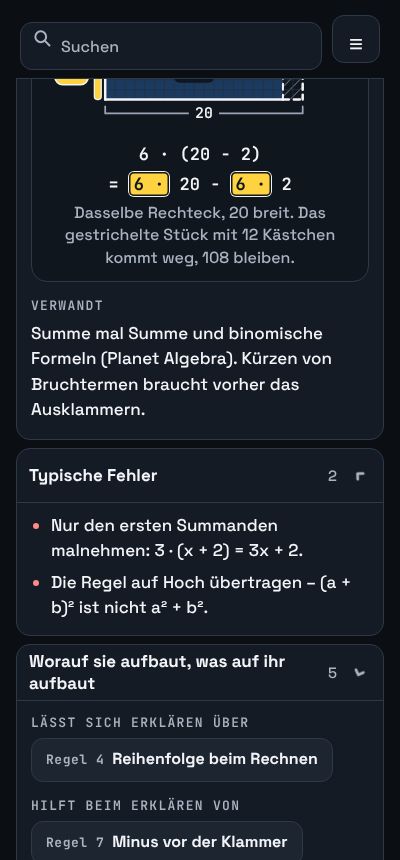 Suchen
20
6 · (20 - 2)
= 6 · 20 - 6 · 2
Dasselbe Rechteck, 20 breit. Das
gestrichelte Stück mit 12 Kästchen
kommt weg, 108 bleiben.
VERWANDT
Summe mal Summe und binomische
Formeln (Planet Algebra). Kürzen von
Bruchtermen braucht vorher das
Ausklammern.
Typische Fehler 2
Nur den ersten Summanden
malnehmen: 3 · (x + 2) = 3x + 2.
Die Regel auf Hoch übertragen – (a +
b)² ist nicht a² + b².
Worauf sie aufbaut, was auf ihr
aufbaut 5
LÄSST SICH ERKLÄREN ÜBER
Regel 4 Reihenfolge beim Rechnen
HILFT BEIM ERKLÄREN VON
Regel 7 Minus vor der Klammer